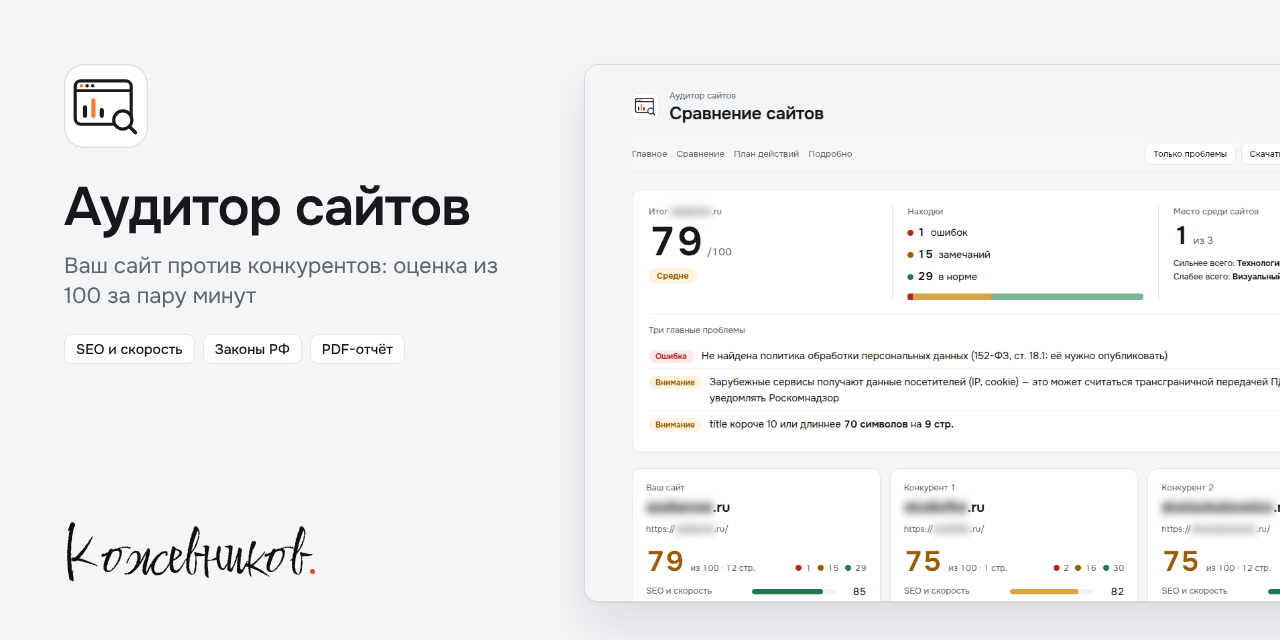 Аудитор сайтов
Ваш сайт против конкурентов: оценка из
100 за пару минут
SEO и скорость
Законы РФ
PDF-отчёт
Кожевников.
Аудитор сайтов
Сравнение сайтов
Главное Сравнение План действий Подробно
Только проблемы
Итог .ru
79 /100
Средне
Находки
1 ошибок
15 замечаний
29 в норме
Место среди сайтов
1 из 3
Сильнее всего:
Слабее всего:
Три главные проблемы
Ошибка Не найдена политика обработки персональных данных (152-ФЗ, ст. 18.1: её нужно опубликовать)
Внимание Зарубежные сервисы получают данные посетителей (IP, cookie) — это может считаться трансграничной передачей
уведомлять Роскомнадзор
Внимание title короче 10 или длиннее 70 символов на 9 стр.
Ваш сайт
.ru
https:// .ru/
79 из 100 · 12 стр. 1 15 29
SEO и скорость 85
Конкурент 1
.ru
https:// .ru/
75 из 100 · 1 стр. 2 16 30
SEO и скорость 82
Конкурент 2
https:// .ru/
75 из 100 · 12 стр.
SEO и скорость